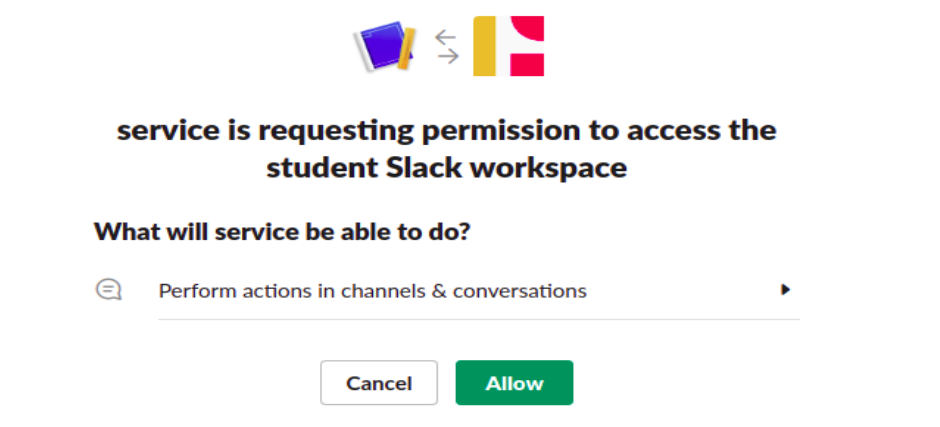 service is requesting permission to access the
student Slack workspace
What will service be able to do?
Perform actions in channels & conversations
Cancel
Allow